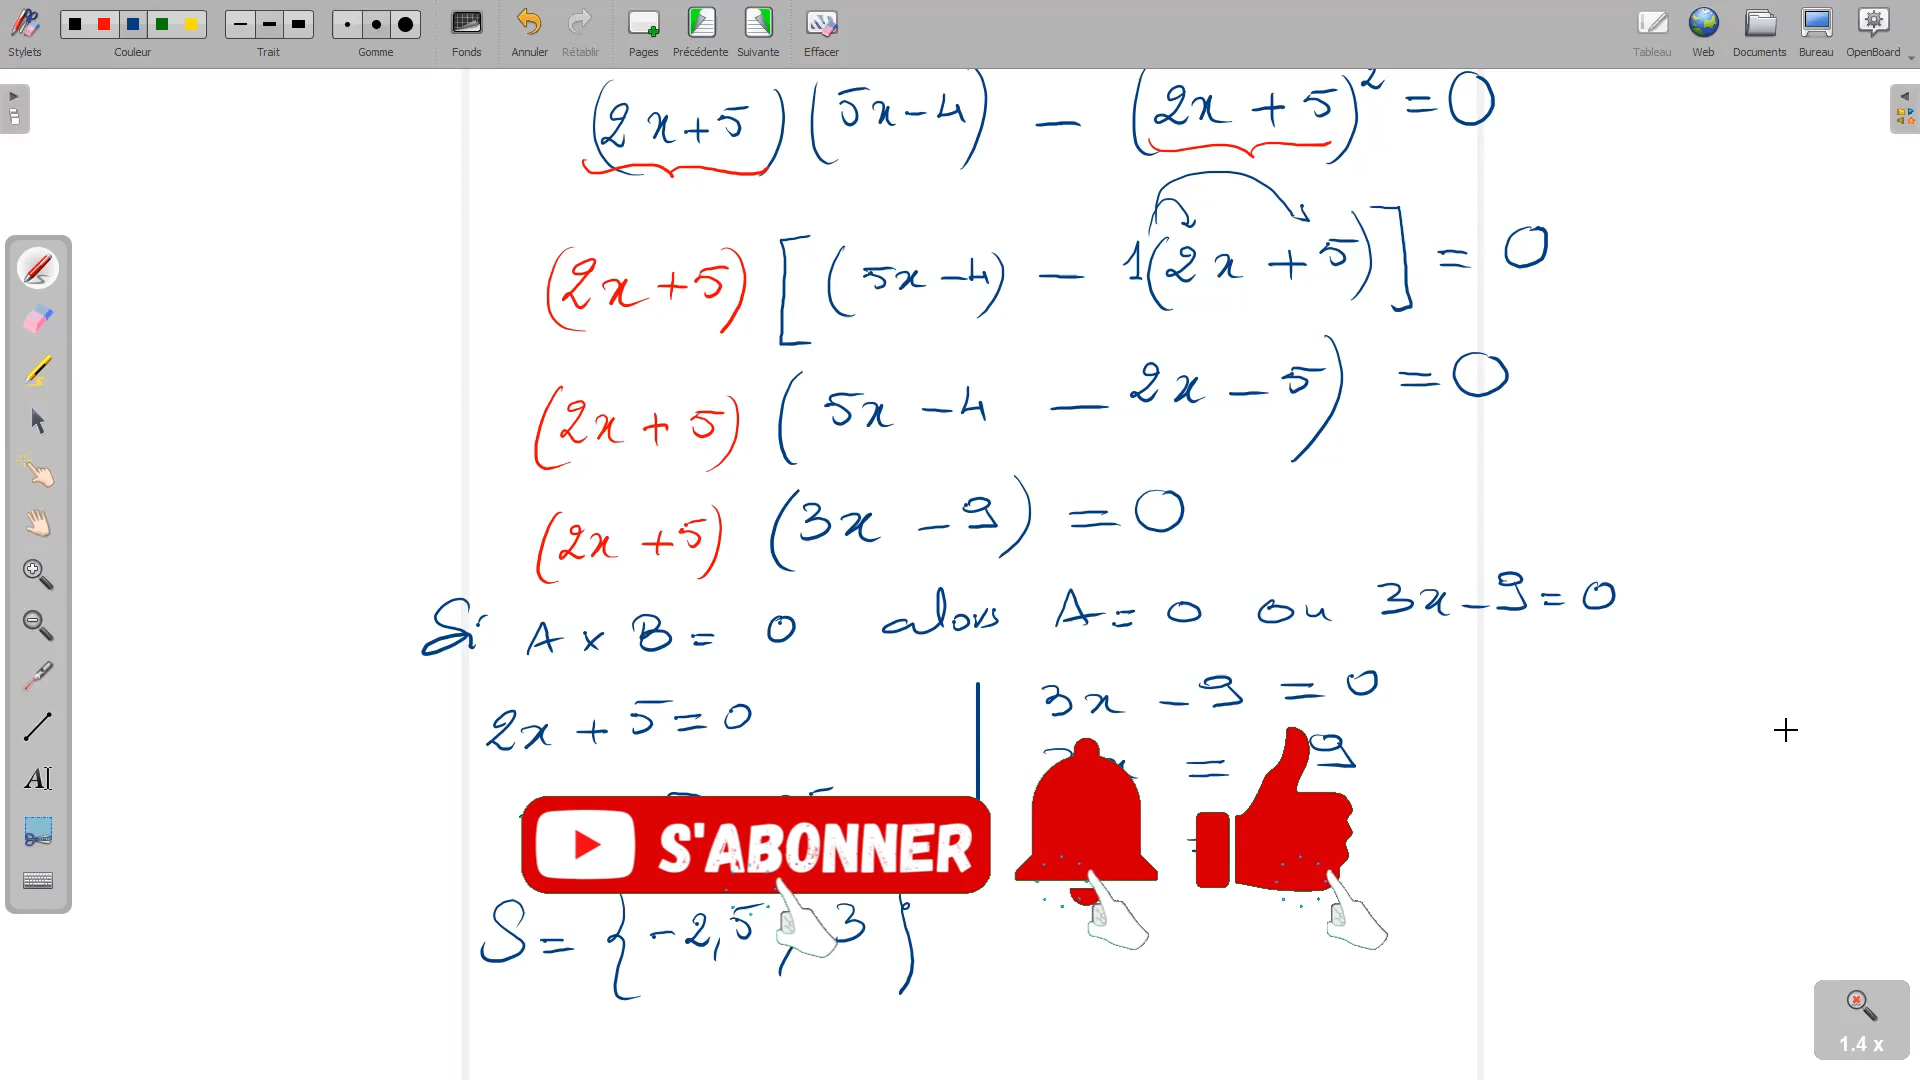 Stylets Couleur Trait Gomme Fonds Annuler Rétablir Pages Précédente Suivante Effacer Tableau Web Documents Bureau OpenBoard
(2x+5)(5x-4) - (2x+5)² = 0
(2x+5)[(5x-4) - 1(2x+5)] = 0
(2x+5)(5x-4 - 2x-5) = 0
(2x+5)(3x-9) = 0
Si A x B = 0 alors A = 0 ou 3x-9=0
2x + 5 = 0
3x - 9 = 0
= 9
S'ABONNER
S = {-2,5 ; 3}
1.4 x